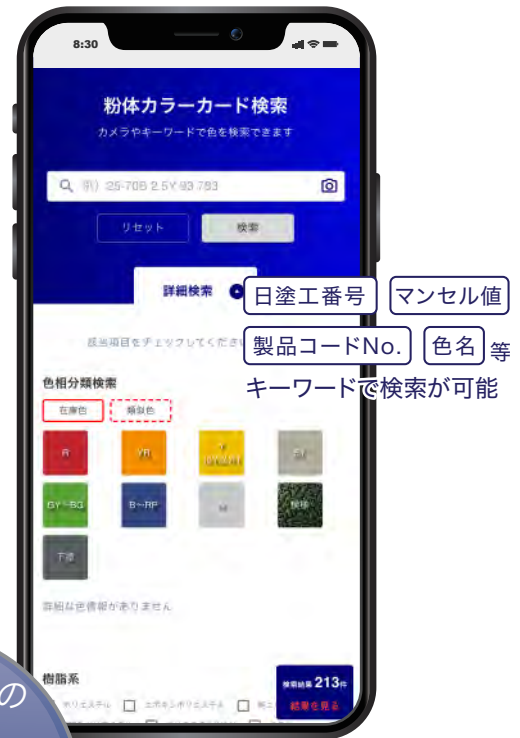 8:30
粉体カラーカード検索
カメラやキーワードで色を検索できます
例) 25-70B 2.5Y 93 793
リセット 検索
詳細検索
日塗工番号 マンセル値
製品コードNo. 色名 等
キーワードで検索が可能
該当項目をチェックしてくださ
色相分類検索
在庫色 類似色
R YR 5Y
GY~BG B~RP N 模様
下塗
詳細な色情報がありません
樹脂系
検索結果 213件
ポリエステル エポキシポリエステル
結果を見る
の